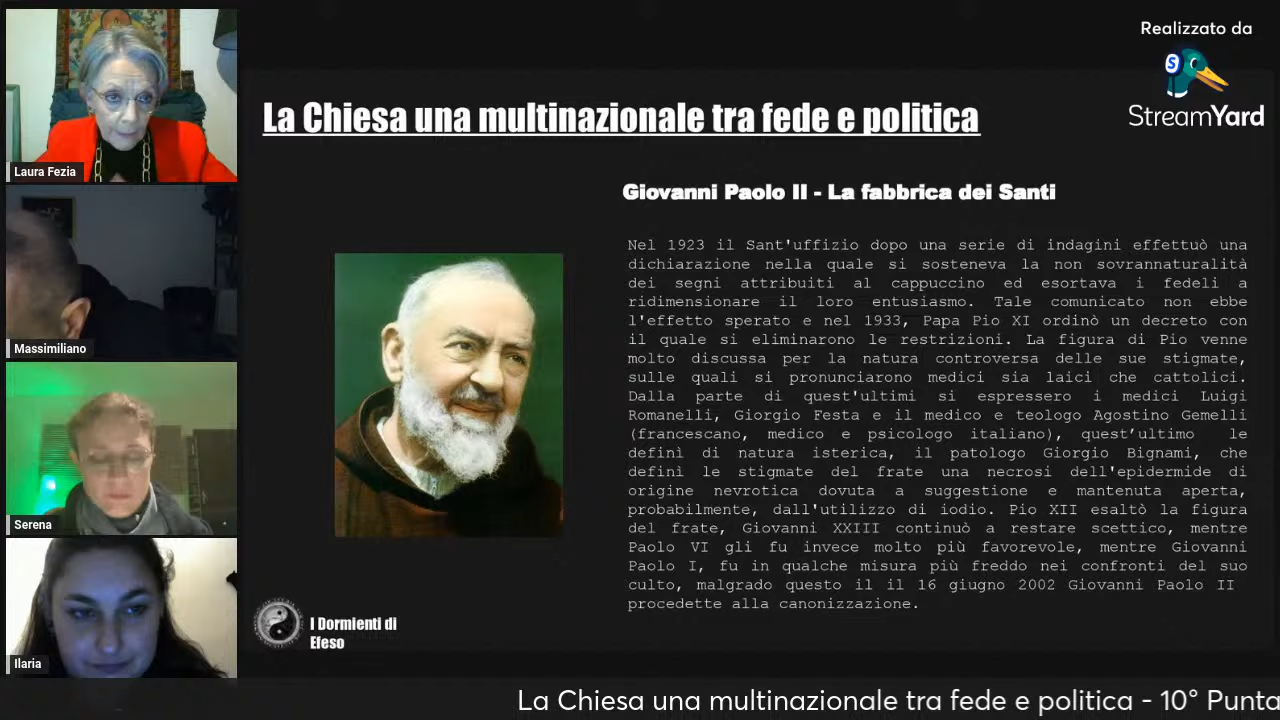 Realizzato da
S
StreamYard
La Chiesa una multinazionale tra fede e politica
Laura Fezia
Giovanni Paolo II - La fabbrica dei Santi
Nel 1923 il Sant'uffizio dopo una serie di indagini effettuò una
dichiarazione nella quale si sosteneva la non sovrannaturalità
dei segni attribuiti al cappuccino ed esortava i fedeli a
ridimensionare il loro entusiasmo. Tale comunicato non ebbe
l'effetto sperato e nel 1933, Papa Pio XI ordinò un decreto con
il quale si eliminarono le restrizioni. La figura di Pio venne
molto discussa per la natura controversa delle sue stigmate,
sulle quali si pronunciarono medici sia laici che cattolici.
Dalla parte di quest'ultimi si espressero i medici Luigi
Romanelli, Giorgio Festa e il medico e teologo Agostino Gemelli
(francescano, medico e psicologo italiano), quest’ultimo le
definì di natura isterica, il patologo Giorgio Bignami, che
definì le stigmate del frate una necrosi dell'epidermide di
origine nevrotica dovuta a suggestione e mantenuta aperta,
probabilmente, dall'utilizzo di iodio. Pio XII esaltò la figura
del frate, Giovanni XXIII continuò a restare scettico, mentre
Paolo VI gli fu invece molto più favorevole, mentre Giovanni
Paolo I, fu in qualche misura più freddo nei confronti del suo
culto, malgrado questo il il 16 giugno 2002 Giovanni Paolo II
procedette alla canonizzazione.
Massimiliano
Serena
Ilaria
I Dormienti di
Efeso
La Chiesa una multinazionale tra fede e politica - 10° Punta